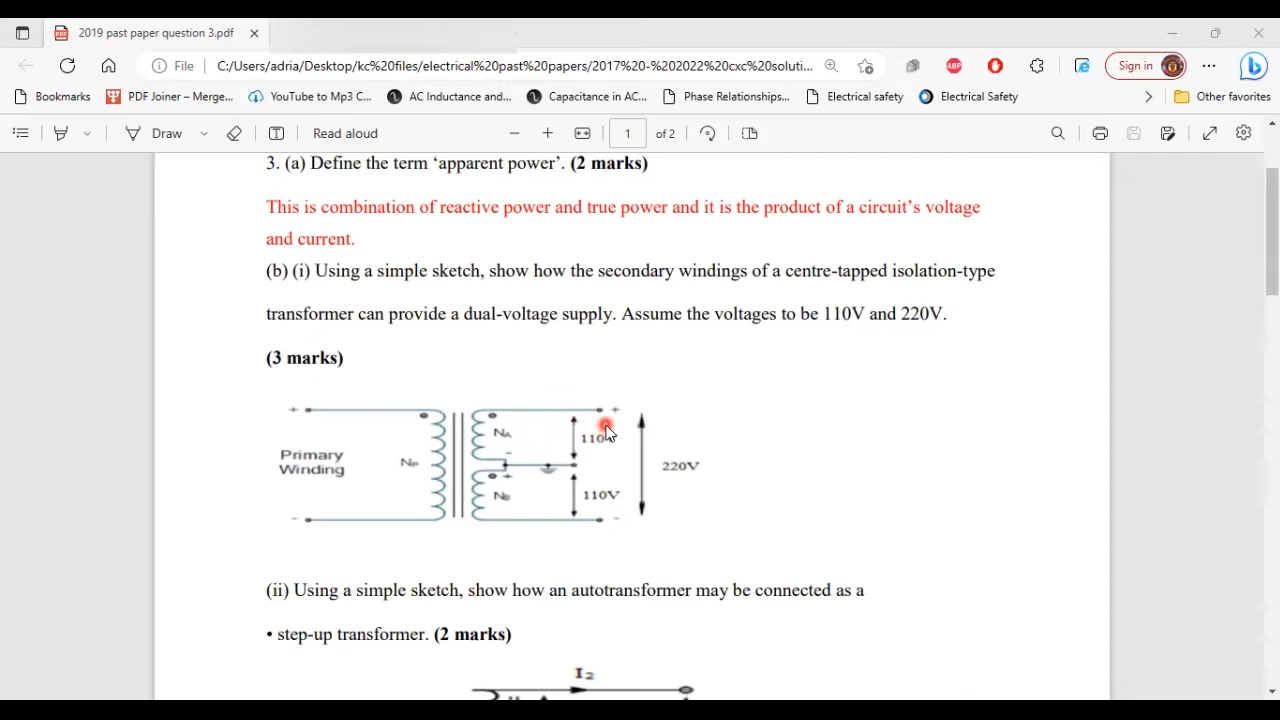 2019 past paper question 3.pdf
File
C:/Users/adria/Desktop/kc%20files/electrical%20past%20papers/2017%20-%202022%20cxc%20soluti...
ABP
Sign in
Bookmarks
PDF Joiner – Merge...
YouTube to Mp3 C...
AC Inductance and...
Capacitance in AC...
Phase Relationships...
Electrical safety
Electrical Safety
Other favorites
Draw
Read aloud
1
of 2
3. (a) Define the term ‘apparent power’. (2 marks)
This is combination of reactive power and true power and it is the product of a circuit’s voltage
and current.
(b) (i) Using a simple sketch, show how the secondary windings of a centre-tapped isolation-type
transformer can provide a dual-voltage supply. Assume the voltages to be 110V and 220V.
(3 marks)
+
+
NA
110
-
Primary
Winding
NP
220V
+
NB
110V
-
-
(ii) Using a simple sketch, show how an autotransformer may be connected as a
• step-up transformer. (2 marks)
I2